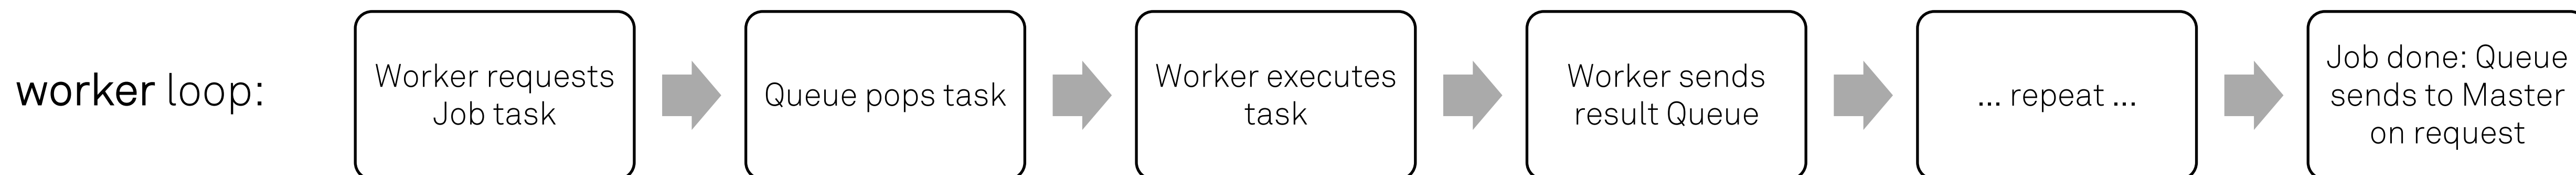 worker loop:
Worker requests
Job task
Queue pops task
Worker executes
task
Worker sends
result Queue
... repeat ...
Job done: Queue
sends to Master
on request